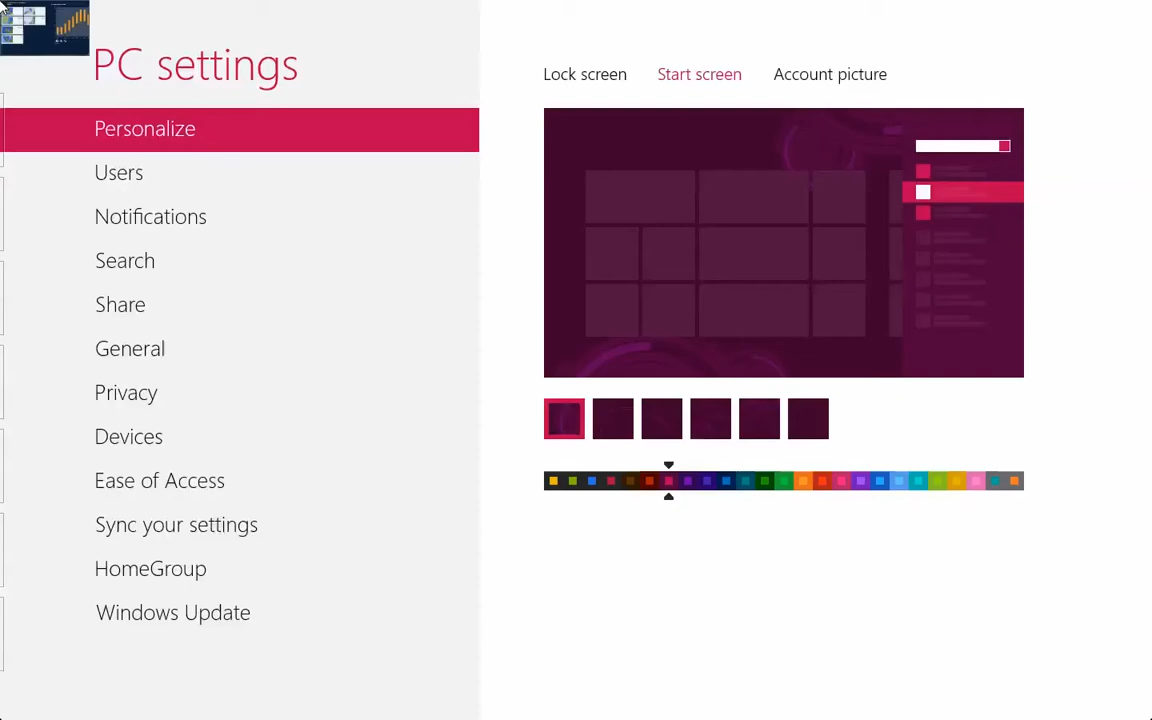 PC settings
Personalize
Users
Notifications
Search
Share
General
Privacy
Devices
Ease of Access
Sync your settings
HomeGroup
Windows Update
Lock screen
Start screen
Account picture